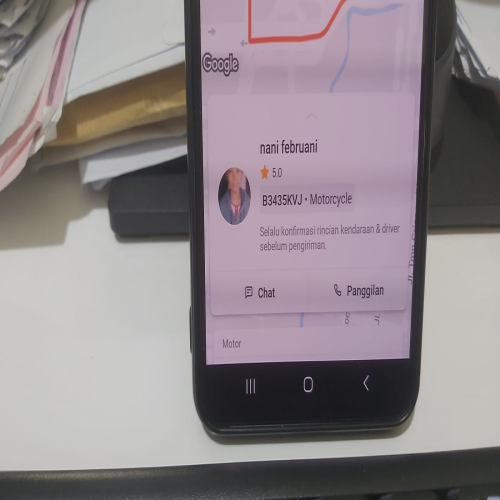 Google
nani februani
5.0
B3435KVJ • Motorcycle
Selalu konfirmasi rincian kendaraan & driver
sebelum pengiriman.
Chat
Panggilan
Motor